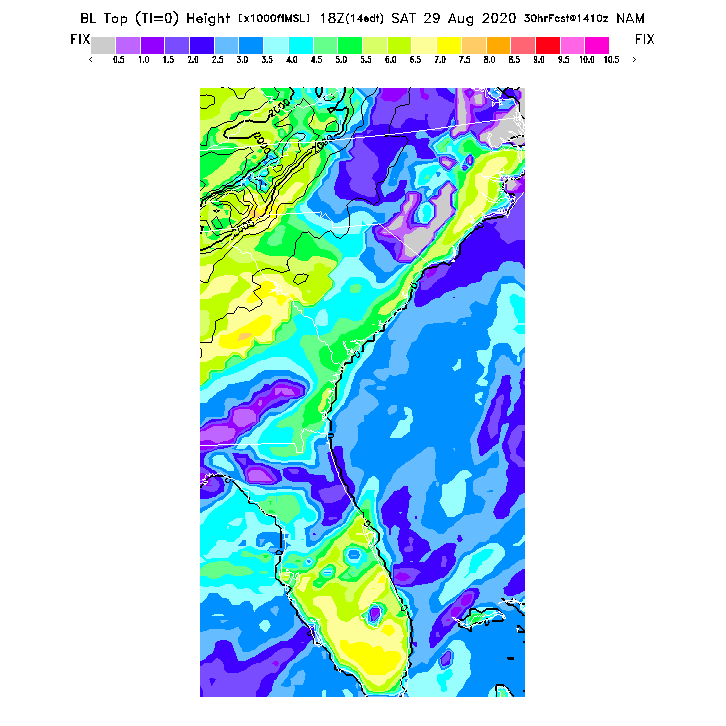 BL Top (TI=0) Height [x1000ftMSL] 18Z(14edt) SAT 29 Aug 2020 30hrFcst@1410z NAM
FIX FIX
< 0.5 1.0 1.5 2.0 2.5 3.0 3.5 4.0 4.5 5.0 5.5 6.0 6.5 7.0 7.5 8.0 8.5 9.0 9.5 10.0 10.5 >
2000
2000